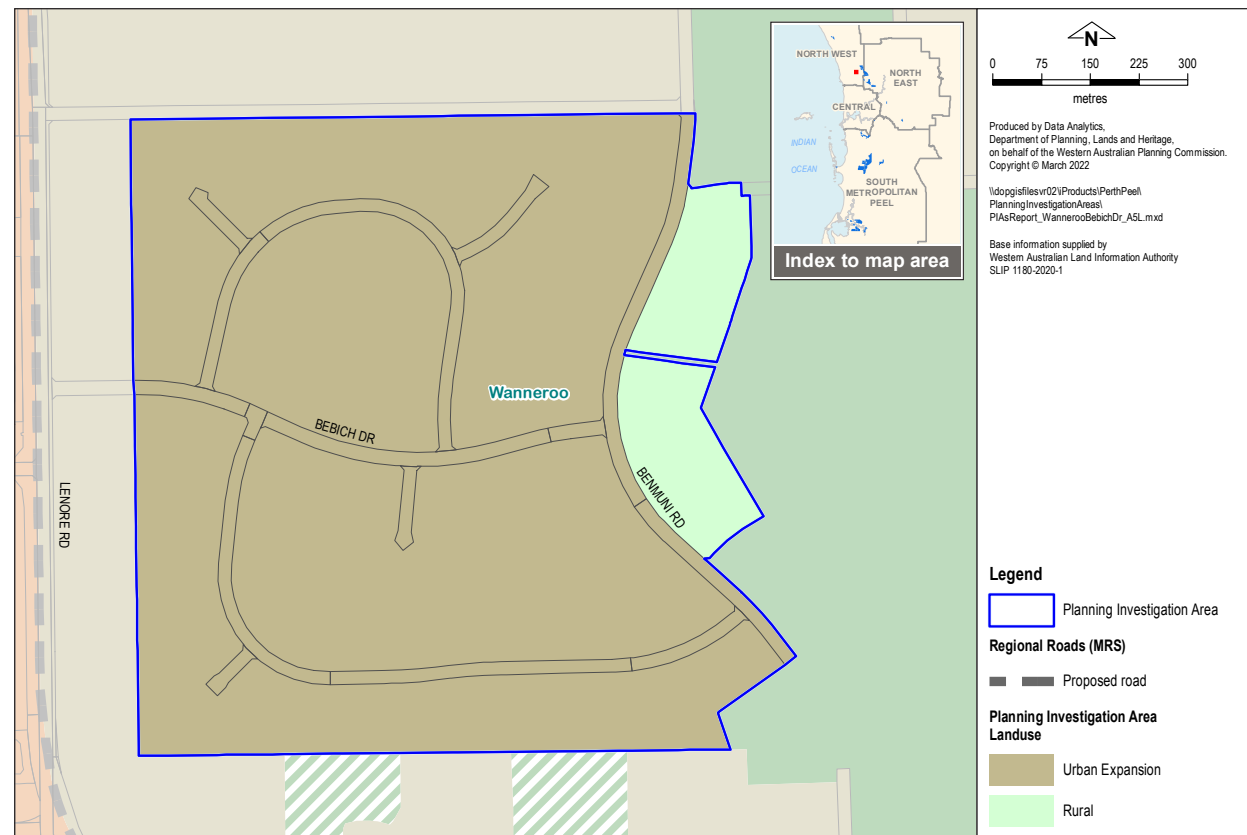 Wanneroo
BEBICH DR
BENMUNI RD
LENORE RD
NORTH WEST
NORTH
EAST
CENTRAL
INDIAN
OCEAN
SOUTH
METROPOLITAN
PEEL
Index to map area
N
0 75 150 225 300
metres
Produced by Data Analytics,
Department of Planning, Lands and Heritage,
on behalf of the Western Australian Planning Commission.
Copyright © March 2022
\\dopgisfilesvr02\iProducts\PerthPeel\
PlanningInvestigationAreas\
PIAsReport_WannerooBebichDr_A5L.mxd
Base information supplied by
Western Australian Land Information Authority
SLIP 1180-2020-1
Legend
Planning Investigation Area
Regional Roads (MRS)
Proposed road
Planning Investigation Area
Landuse
Urban Expansion
Rural